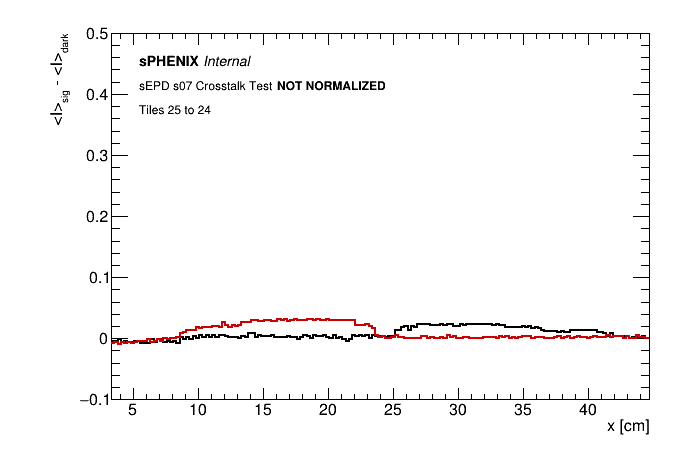 <I>sig - <I>dark
0.5
0.4
0.3
0.2
0.1
0
−0.1
sPHENIX Internal
sEPD s07 Crosstalk Test NOT NORMALIZED
Tiles 25 to 24
5 10 15 20 25 30 35 40
x [cm]